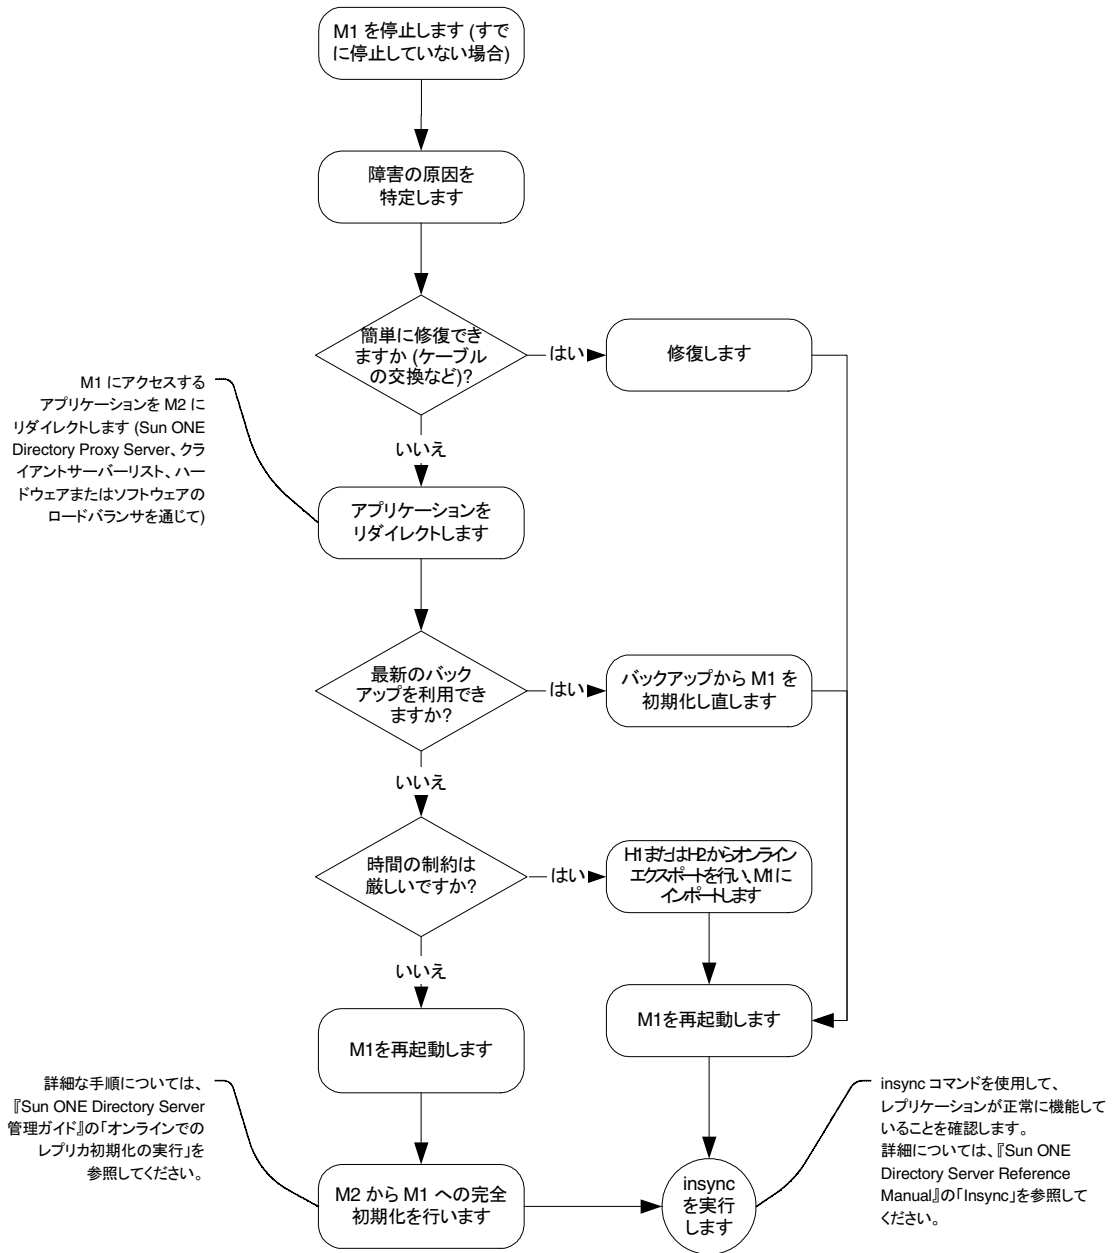 M1 を停止します (すで
に停止していない場合)
障害の原因を
特定します
簡単に修復でき
ますか (ケーブル
の交換など)?
はい
修復します
いいえ
M1 にアクセスする
アプリケーションを M2 に
リダイレクトします (Sun ONE
Directory Proxy Server、クラ
イアントサーバーリスト、ハー
ドウェアまたはソフトウェアの
ロードバランサを通じて)
アプリケーションを
リダイレクトします
最新のバック
アップを利用でき
ますか?
はい
バックアップから M1 を
初期化し直します
いいえ
時間の制約は
厳しいですか?
はい
H1またはH2からオンライン
エクスポートを行い、M1に
インポートします
いいえ
M1を再起動します
M1を再起動します
詳細な手順については、
『Sun ONE Directory Server
管理ガイド』の「オンラインでの
レプリカ初期化の実行」を
参照してください。
M2 から M1 への完全
初期化を行います
insync
を実行
します
insync コマンドを使用して、
レプリケーションが正常に機能して
いることを確認します。
詳細については、『Sun ONE
Directory Server Reference
Manual』の「Insync」を参照して
ください。